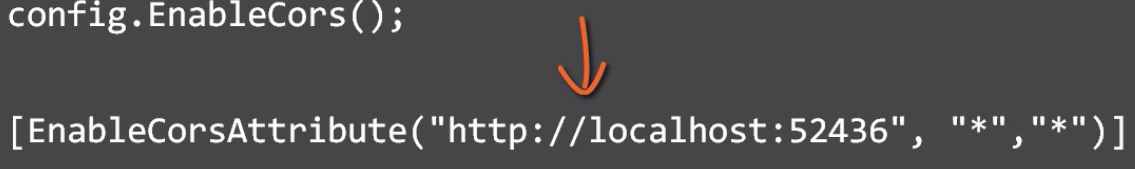 config.EnableCors();
[EnableCorsAttribute("http://localhost:52436", "*","*")]